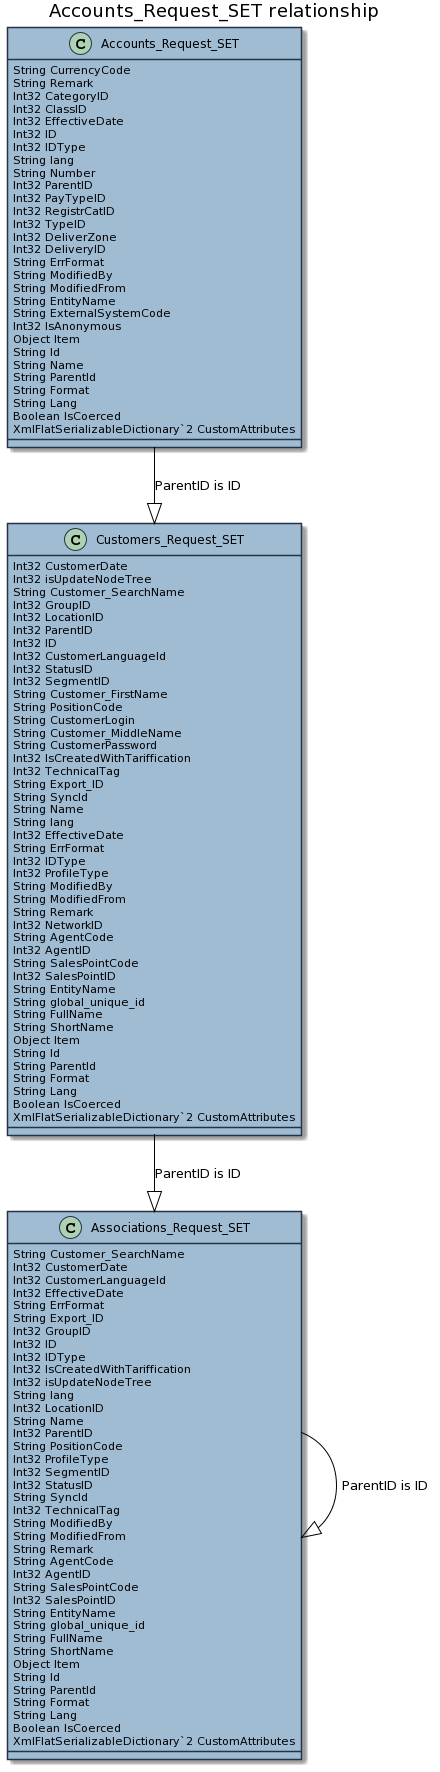 Accounts_Request_SET relationship
C Accounts_Request_SET
String CurrencyCode
String Remark
Int32 CategoryID
Int32 ClassID
Int32 EffectiveDate
Int32 ID
Int32 IDType
String lang
String Number
Int32 ParentID
Int32 PayTypeID
Int32 RegistrCatID
Int32 TypeID
Int32 DeliverZone
Int32 DeliveryID
String ErrFormat
String ModifiedBy
String ModifiedFrom
String EntityName
String ExternalSystemCode
Int32 IsAnonymous
Object Item
String Id
String Name
String ParentId
String Format
String Lang
Boolean IsCoerced
XmlFlatSerializableDictionary`2 CustomAttributes
ParentID is ID
C Customers_Request_SET
Int32 CustomerDate
Int32 isUpdateNodeTree
String Customer_SearchName
Int32 GroupID
Int32 LocationID
Int32 ParentID
Int32 ID
Int32 CustomerLanguageId
Int32 StatusID
Int32 SegmentID
String Customer_FirstName
String PositionCode
String CustomerLogin
String Customer_MiddleName
String CustomerPassword
Int32 IsCreatedWithTariffication
Int32 TechnicalTag
String Export_ID
String SyncId
String Name
String lang
Int32 EffectiveDate
String ErrFormat
Int32 IDType
Int32 ProfileType
String ModifiedBy
String ModifiedFrom
String Remark
Int32 NetworkID
String AgentCode
Int32 AgentID
String SalesPointCode
Int32 SalesPointID
String EntityName
String global_unique_id
String FullName
String ShortName
Object Item
String Id
String ParentId
String Format
String Lang
Boolean IsCoerced
XmlFlatSerializableDictionary`2 CustomAttributes
ParentID is ID
C Associations_Request_SET
String Customer_SearchName
Int32 CustomerDate
Int32 CustomerLanguageId
Int32 EffectiveDate
String ErrFormat
String Export_ID
Int32 GroupID
Int32 ID
Int32 IDType
Int32 IsCreatedWithTariffication
Int32 isUpdateNodeTree
String lang
Int32 LocationID
String Name
Int32 ParentID
String PositionCode
Int32 ProfileType
Int32 SegmentID
Int32 StatusID
String SyncId
Int32 TechnicalTag
String ModifiedBy
String ModifiedFrom
String Remark
String AgentCode
Int32 AgentID
String SalesPointCode
Int32 SalesPointID
String EntityName
String global_unique_id
String FullName
String ShortName
Object Item
String Id
String ParentId
String Format
String Lang
Boolean IsCoerced
XmlFlatSerializableDictionary`2 CustomAttributes
ParentID is ID